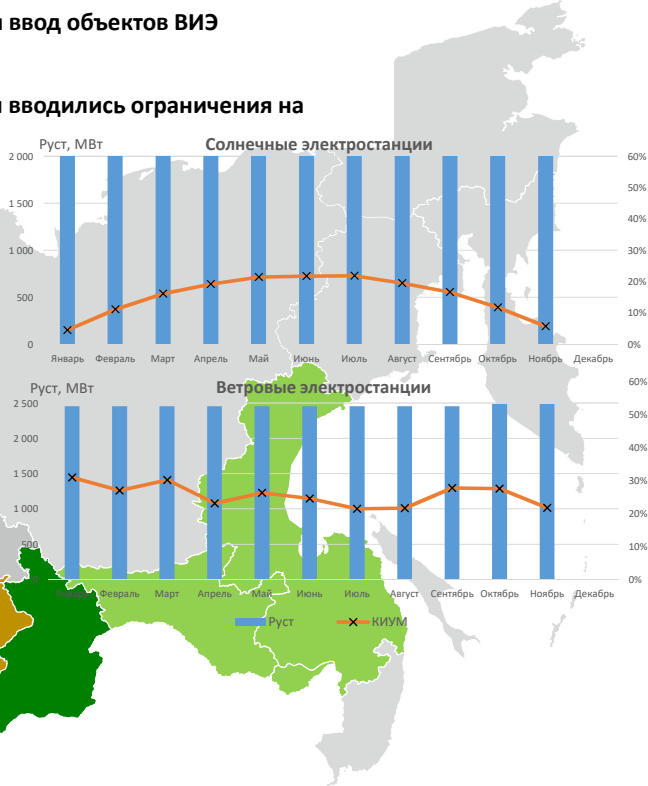 и ввод объектов ВИЭ
и вводились ограничения на
Руст, МВт
Солнечные электростанции
2 000
1 500
1 000
500
0
60%
50%
40%
30%
20%
10%
0%
Январь Февраль Март Апрель Май Июнь Июль Август Сентябрь Октябрь Ноябрь Декабрь
Руст, МВт
Ветровые электростанции
2 500
2 000
1 500
1 000
500
0
60%
50%
40%
30%
20%
10%
0%
Январь Февраль Март Апрель Май Июнь Июль Август Сентябрь Октябрь Ноябрь Декабрь
Руст КИУМ